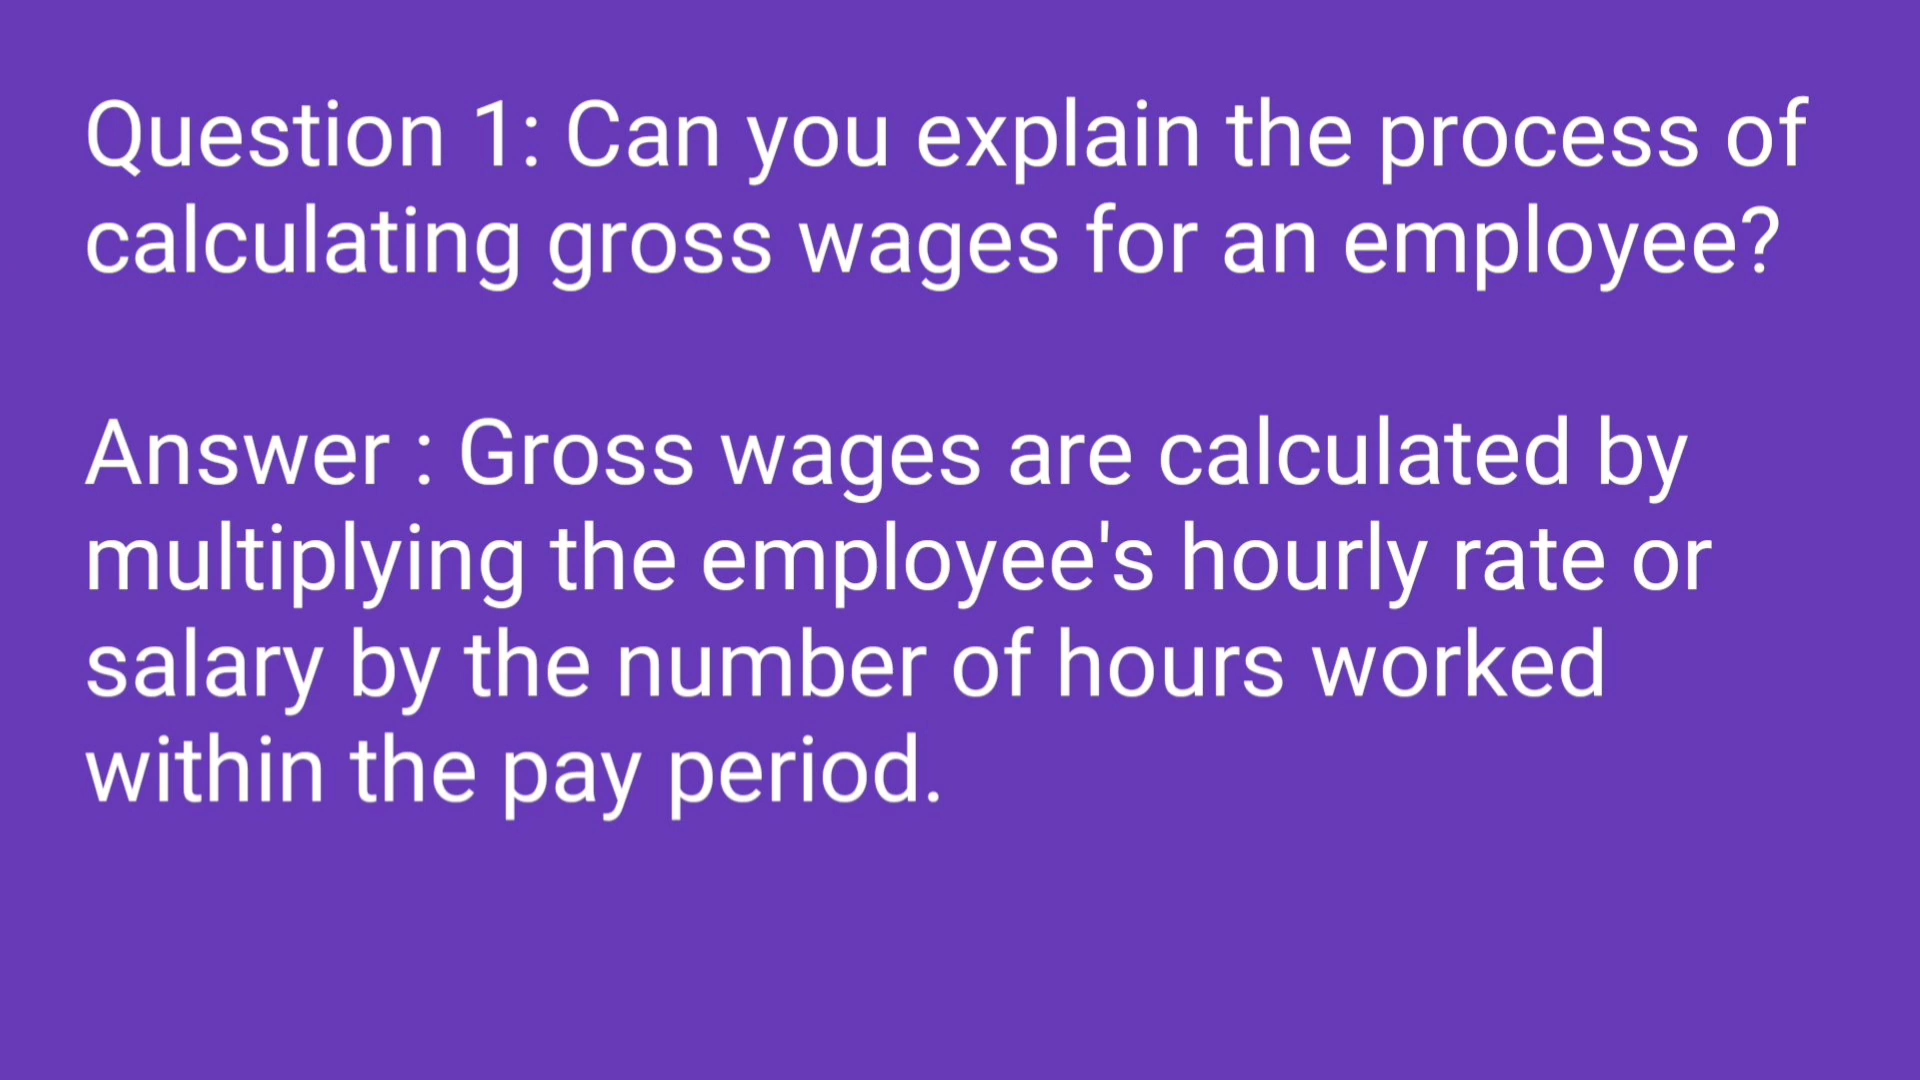 Question 1: Can you explain the process of
calculating gross wages for an employee?
Answer : Gross wages are calculated by
multiplying the employee's hourly rate or
salary by the number of hours worked
within the pay period.